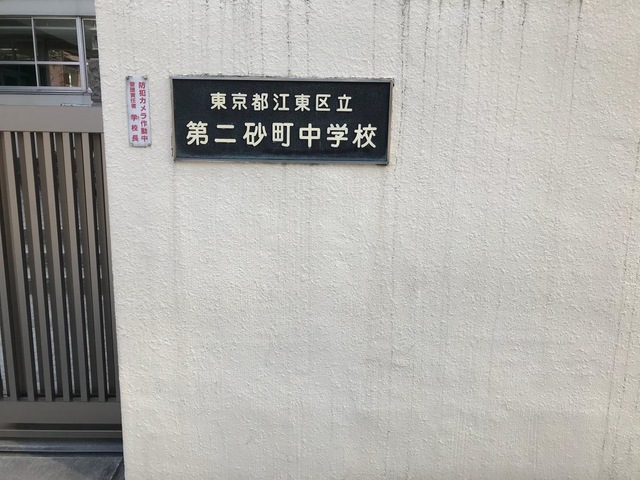 東京都江東区立
第二砂町中学校
防犯カメラ作動中
管理責任者 学校長